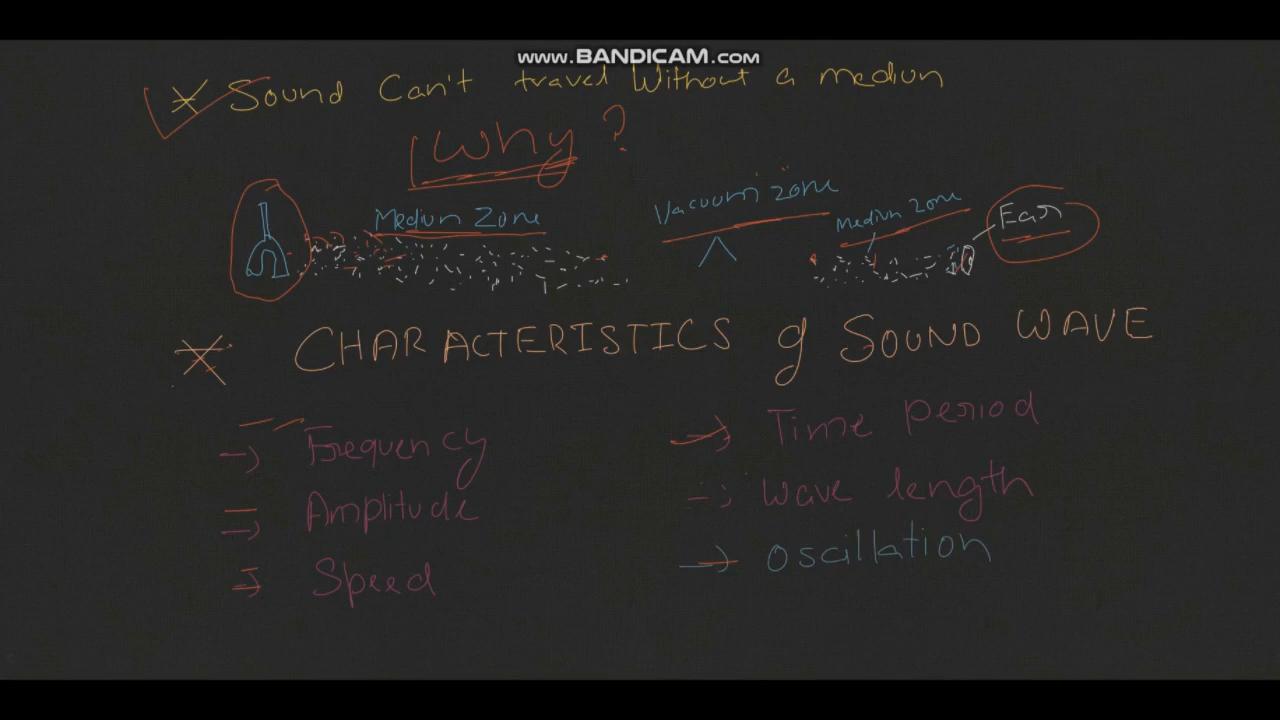 www.BANDICAM.com
Sound Can't travel Without a medium
Why?
Medium Zone
Vacuum zone
Medium Zone
Ear
CHARACTERISTICS of SOUND WAVE
→ Frequency
→ Time period
→ Amplitude
→ Wave length
→ Speed
→ oscillation